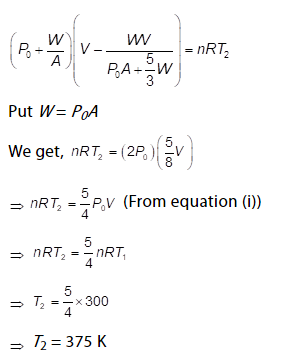 (P₀ + W/A)(V − WV/(P₀A + 5/3 W)) = nRT₂
Put W = P₀A
We get, nRT₂ = (2P₀)(5/8 V)
⇒ nRT₂ = 5/4 P₀V (From equation (i))
⇒ nRT₂ = 5/4 nRT₁
⇒ T₂ = 5/4 × 300
⇒ T₂ = 375 K